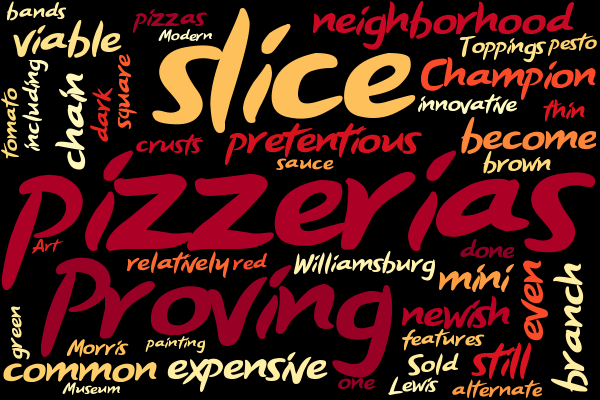 bands
pizzas
neighborhood
viable
Modern
slice
Toppings
pesto
Champion
tomato
including
chain
dark
square
innovative
thin
crusts
pretentious
sauce
become
brown
pizzerias
Art
relatively
red
Williamsburg
done
mini
even
branch
Proving
newish
green
Morris
painting
features
common
expensive
Sold
still
Museum
one
Lewis
alternate